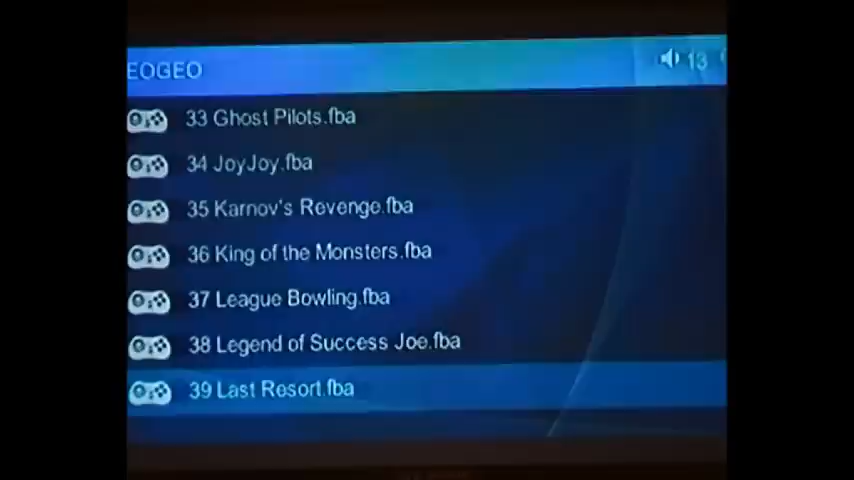 EOGEO
13
33 Ghost Pilots.fba
34 JoyJoy.fba
35 Karnov's Revenge.fba
36 King of the Monsters.fba
37 League Bowling.fba
38 Legend of Success Joe.fba
39 Last Resort.fba